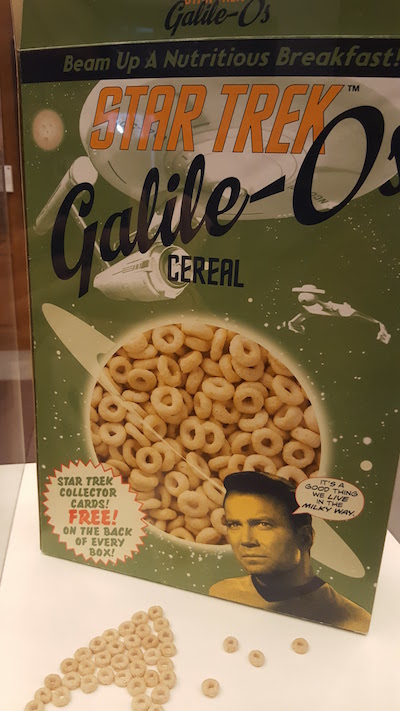 Galile-Os
Beam Up A Nutritious Breakfast!
STAR TREK™
Galile-Os
CEREAL
STAR TREK
COLLECTOR
CARDS!
FREE!
ON THE BACK
OF EVERY
BOX!
IT'S A
GOOD THING
WE LIVE
IN THE
MILKY WAY.